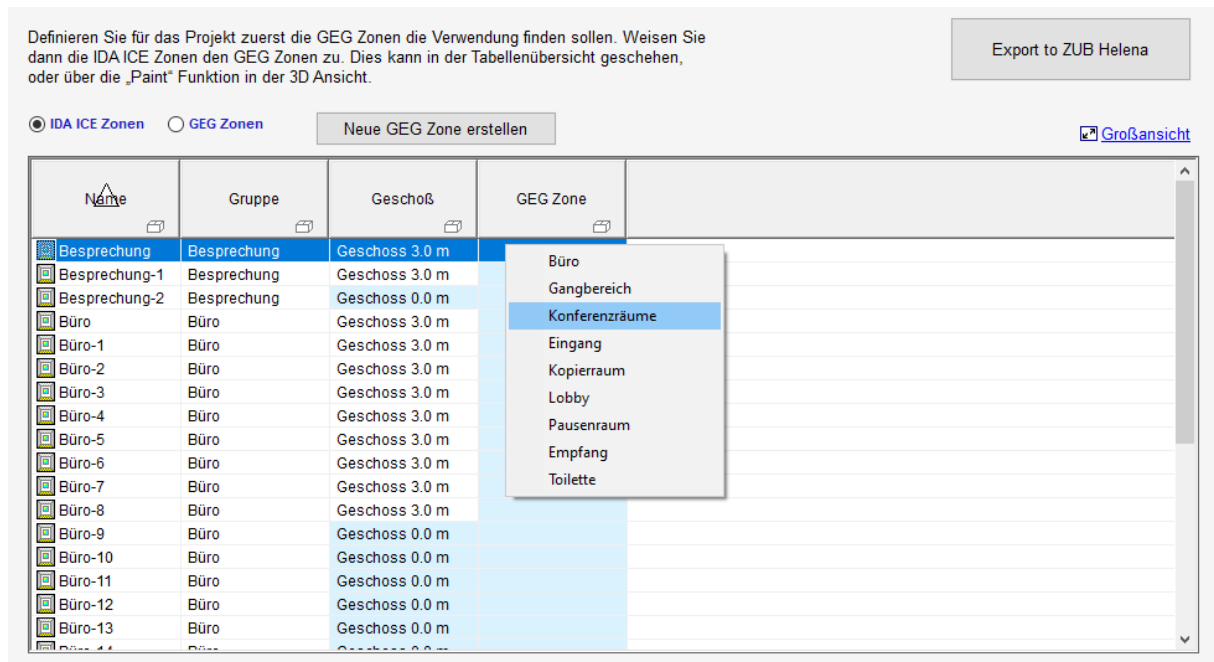 Definieren Sie für das Projekt zuerst die GEG Zonen die Verwendung finden sollen. Weisen Sie
dann die IDA ICE Zonen den GEG Zonen zu. Dies kann in der Tabellenübersicht geschehen,
oder über die „Paint“ Funktion in der 3D Ansicht.
Export to ZUB Helena
IDA ICE Zonen GEG Zonen Neue GEG Zone erstellen
Großansicht
Name Gruppe Geschoß GEG Zone
Besprechung Besprechung Geschoss 3.0 m
Besprechung-1 Besprechung Geschoss 3.0 m
Besprechung-2 Besprechung Geschoss 0.0 m
Büro Büro Geschoss 3.0 m
Büro-1 Büro Geschoss 3.0 m
Büro-2 Büro Geschoss 3.0 m
Büro-3 Büro Geschoss 3.0 m
Büro-4 Büro Geschoss 3.0 m
Büro-5 Büro Geschoss 3.0 m
Büro-6 Büro Geschoss 3.0 m
Büro-7 Büro Geschoss 3.0 m
Büro-8 Büro Geschoss 3.0 m
Büro-9 Büro Geschoss 0.0 m
Büro-10 Büro Geschoss 0.0 m
Büro-11 Büro Geschoss 0.0 m
Büro-12 Büro Geschoss 0.0 m
Büro-13 Büro Geschoss 0.0 m
Büro
Gangbereich
Konferenzräume
Eingang
Kopierraum
Lobby
Pausenraum
Empfang
Toilette